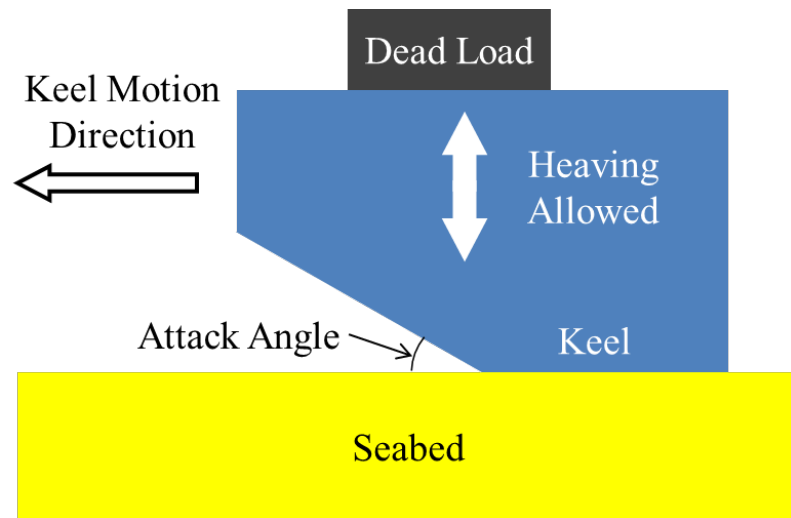 Dead Load
Keel Motion
Direction
Heaving
Allowed
Attack Angle
Keel
Seabed